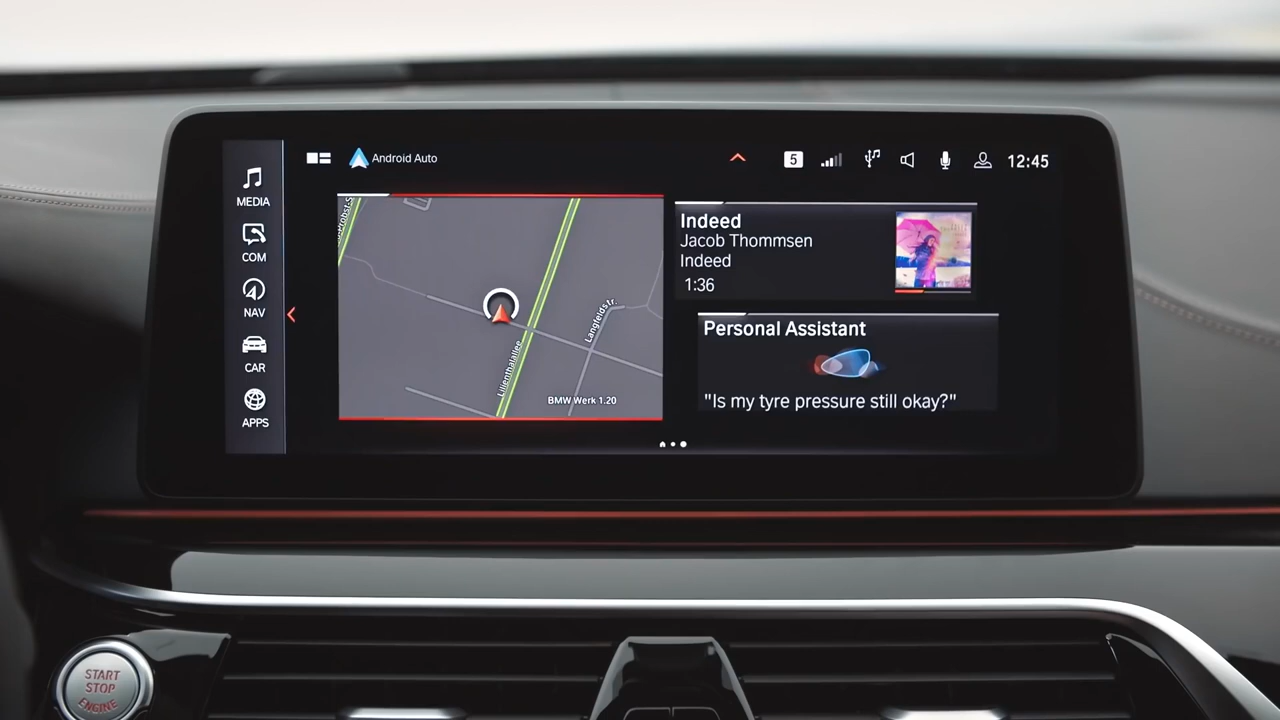 Android Auto
5
12:45
MEDIA
COM
NAV
CAR
APPS
Lilienthalallee
Langfeldstr.
BMW Werk 1.20
Indeed
Jacob Thommsen
Indeed
1:36
Personal Assistant
"Is my tyre pressure still okay?"
START
STOP
ENGINE